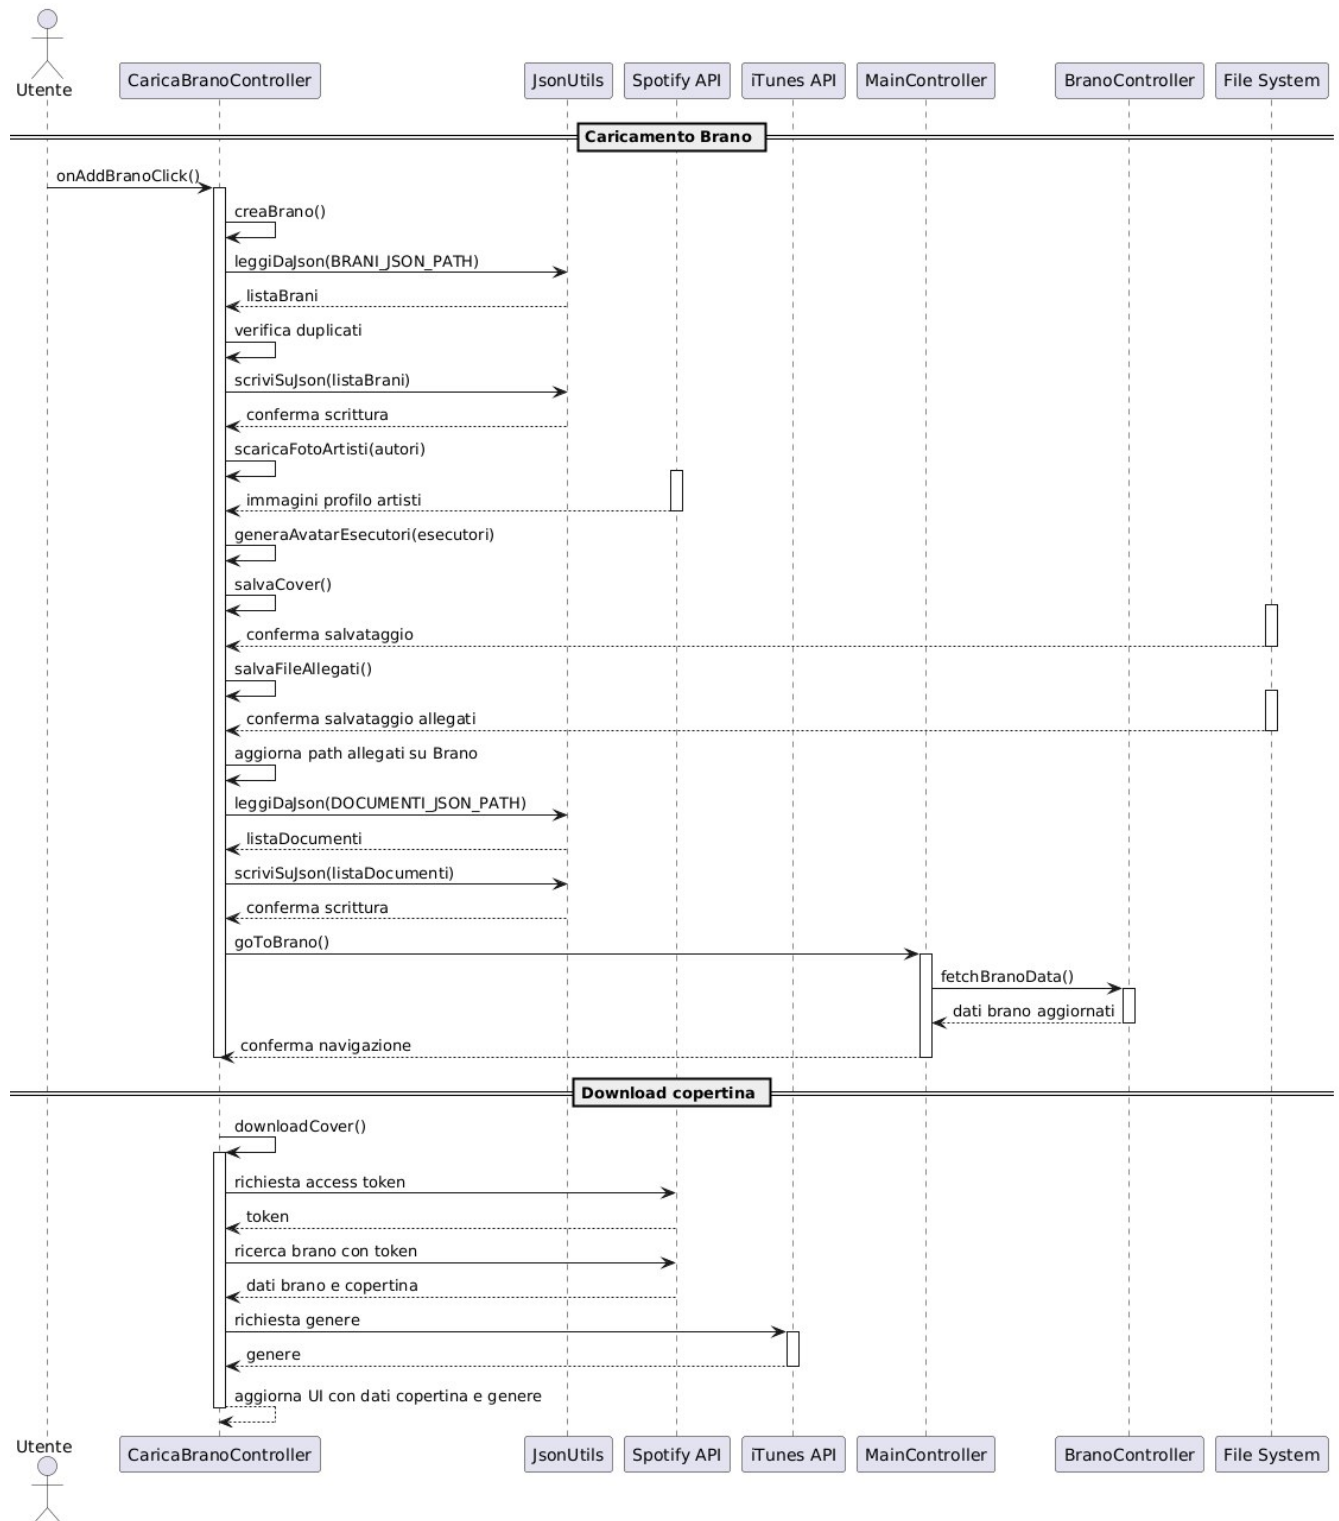 Utente
CaricaBranoController
JsonUtils
Spotify API
iTunes API
MainController
BranoController
File System
Caricamento Brano
onAddBranoClick()
creaBrano()
leggiDaJson(BRANI_JSON_PATH)
listaBrani
verifica duplicati
scriviSuJson(listaBrani)
conferma scrittura
scaricaFotoArtisti(autori)
immagini profilo artisti
generaAvatarEsecutori(esecutori)
salvaCover()
conferma salvataggio
salvaFileAllegati()
conferma salvataggio allegati
aggiorna path allegati su Brano
leggiDaJson(DOCUMENTI_JSON_PATH)
listaDocumenti
scriviSuJson(listaDocumenti)
conferma scrittura
goToBrano()
fetchBranoData()
dati brano aggiornati
conferma navigazione
Download copertina
downloadCover()
richiesta access token
token
ricerca brano con token
dati brano e copertina
richiesta genere
genere
aggiorna UI con dati copertina e genere
Utente
CaricaBranoController
JsonUtils
Spotify API
iTunes API
MainController
BranoController
File System